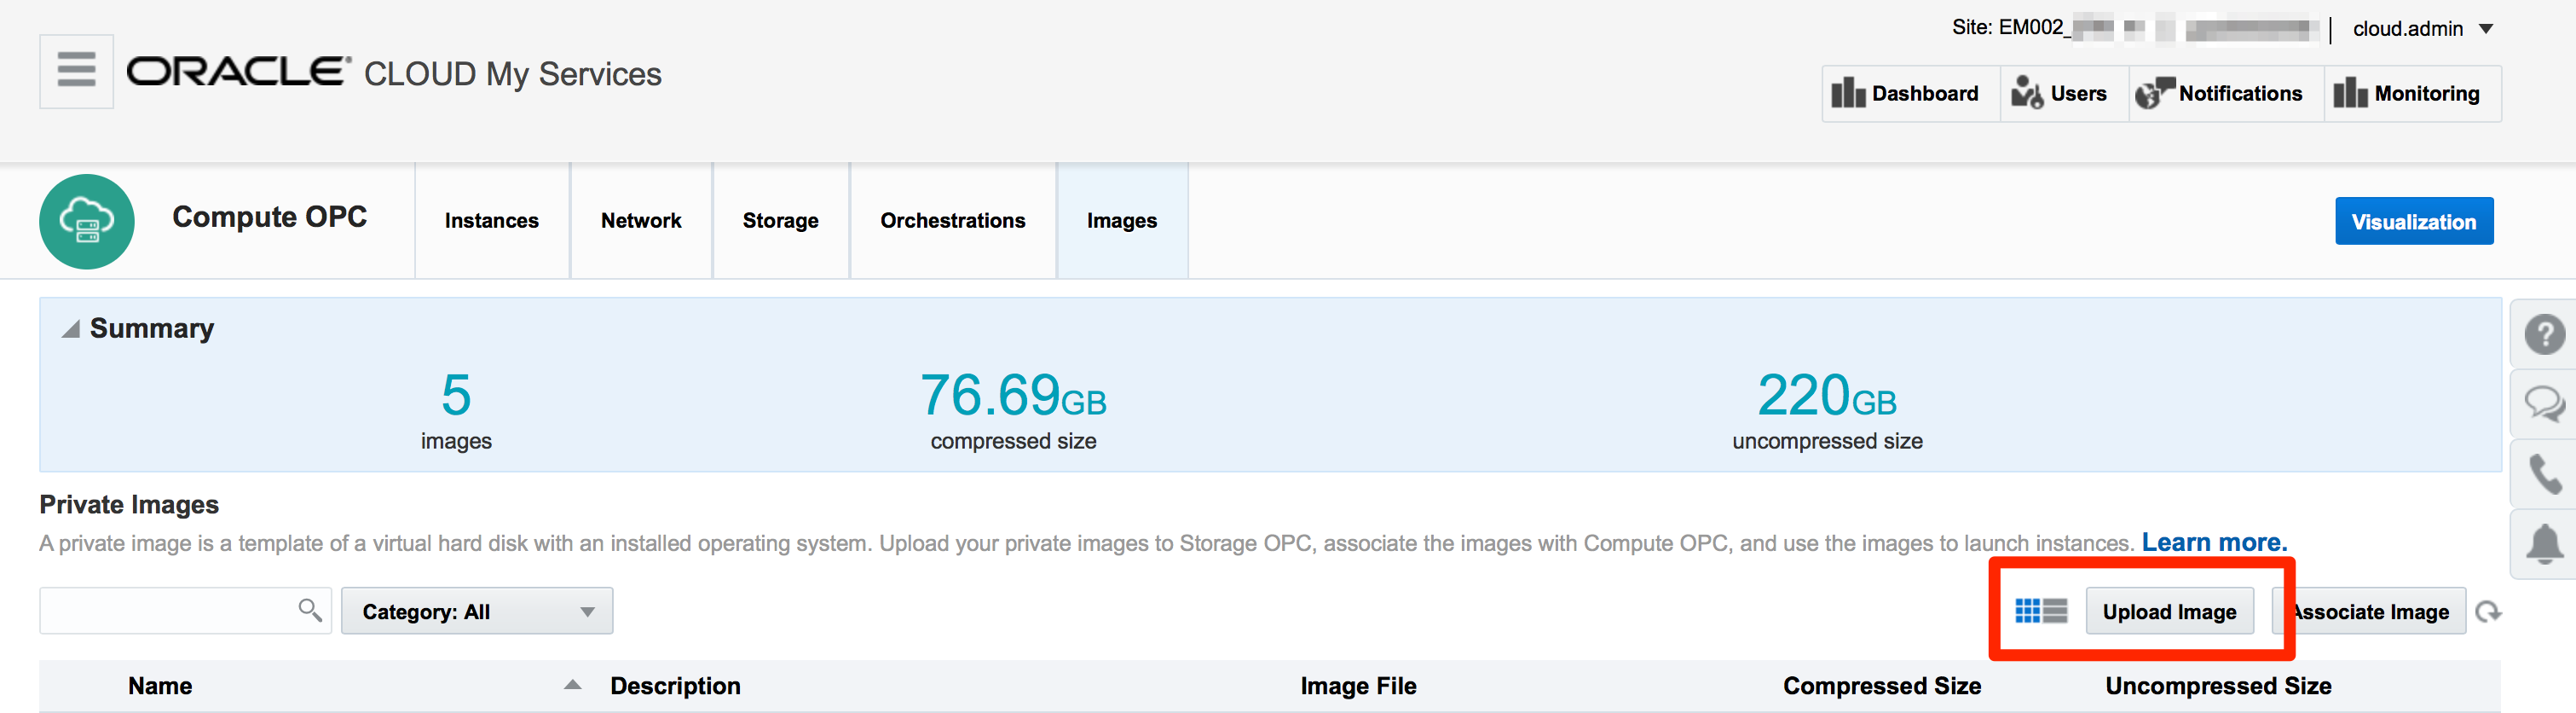 Site: EM002_
cloud.admin
ORACLE CLOUD My Services
Dashboard
Users
Notifications
Monitoring
Compute OPC
Instances
Network
Storage
Orchestrations
Images
Visualization
Summary
5
images
76.69GB
compressed size
220GB
uncompressed size
Private Images
A private image is a template of a virtual hard disk with an installed operating system. Upload your private images to Storage OPC, associate the images with Compute OPC, and use the images to launch instances. Learn more.
Category: All
Upload Image
Associate Image
Name
Description
Image File
Compressed Size
Uncompressed Size